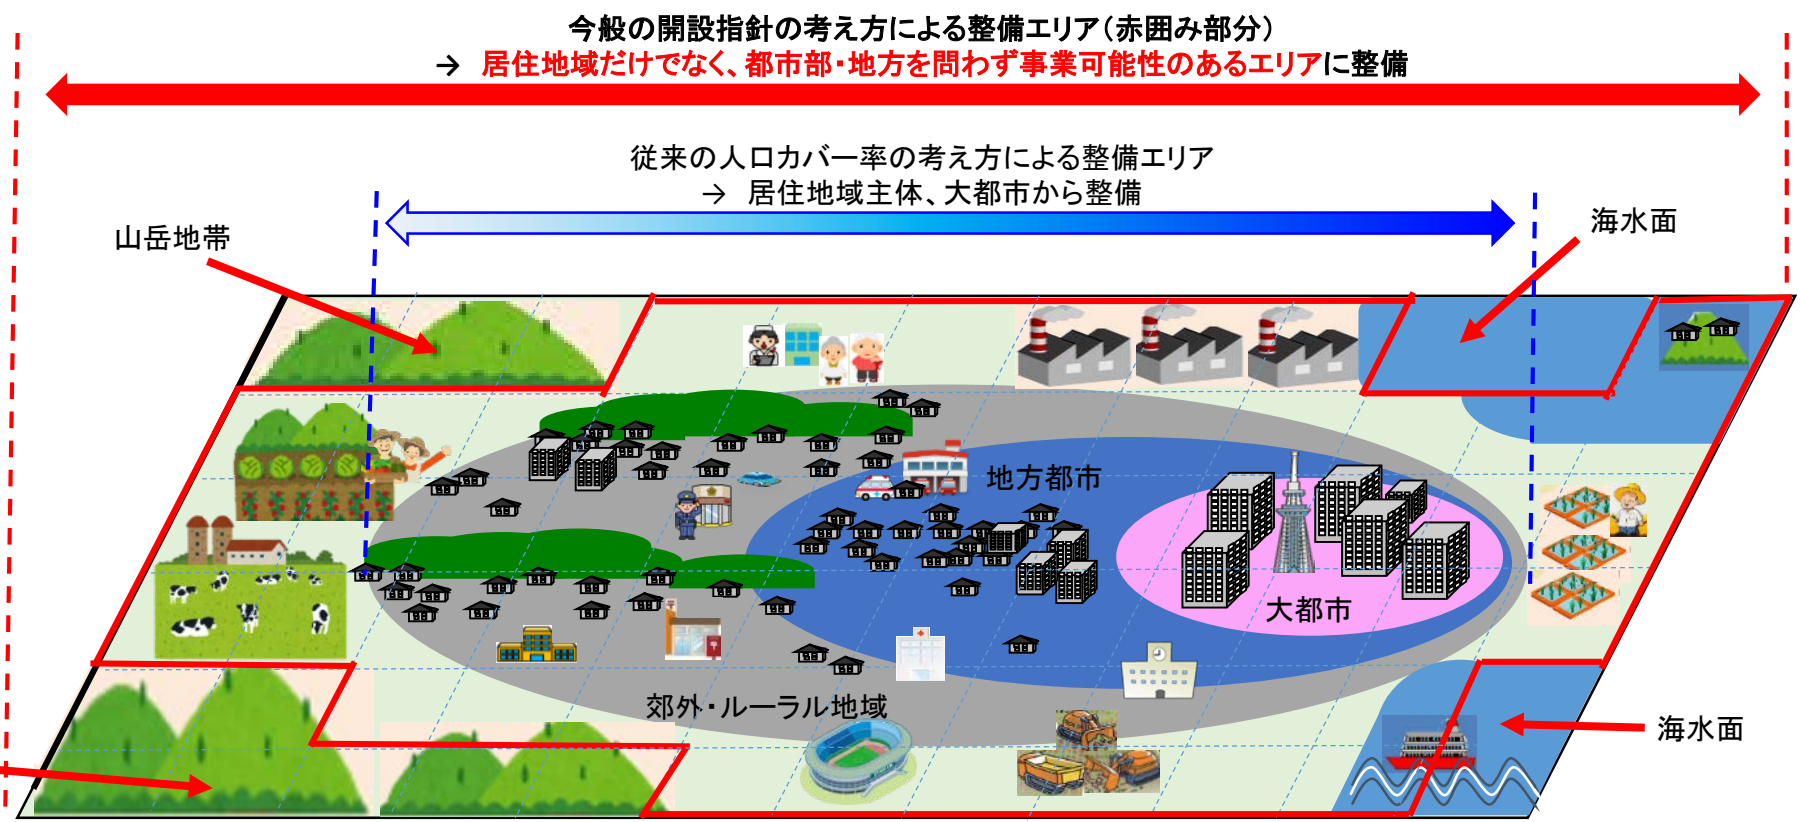 今般の開設指針の考え方による整備エリア（赤囲み部分）
→ 居住地域だけでなく、都市部・地方を問わず事業可能性のあるエリアに整備
従来の人口カバー率の考え方による整備エリア
→ 居住地域主体、大都市から整備
山岳地帯
海水面
地方都市
大都市
郊外・ルーラル地域
海水面